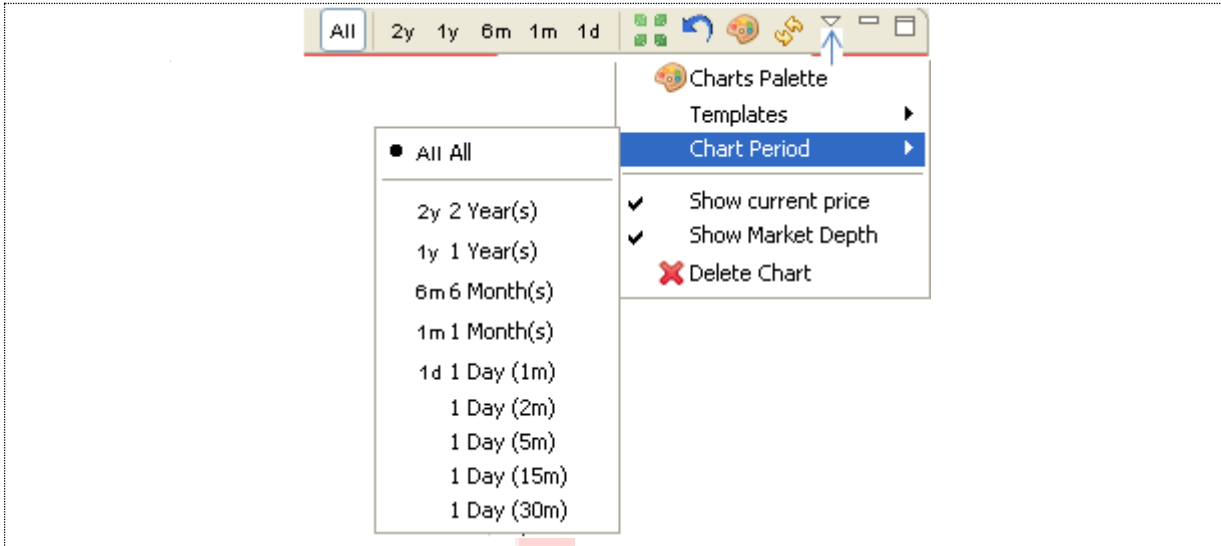 All 2y 1y 6m 1m 1d
Charts Palette
Templates
Chart Period
Show current price
Show Market Depth
Delete Chart
All All
2y 2 Year(s)
1y 1 Year(s)
6m 6 Month(s)
1m 1 Month(s)
1d 1 Day (1m)
1 Day (2m)
1 Day (5m)
1 Day (15m)
1 Day (30m)